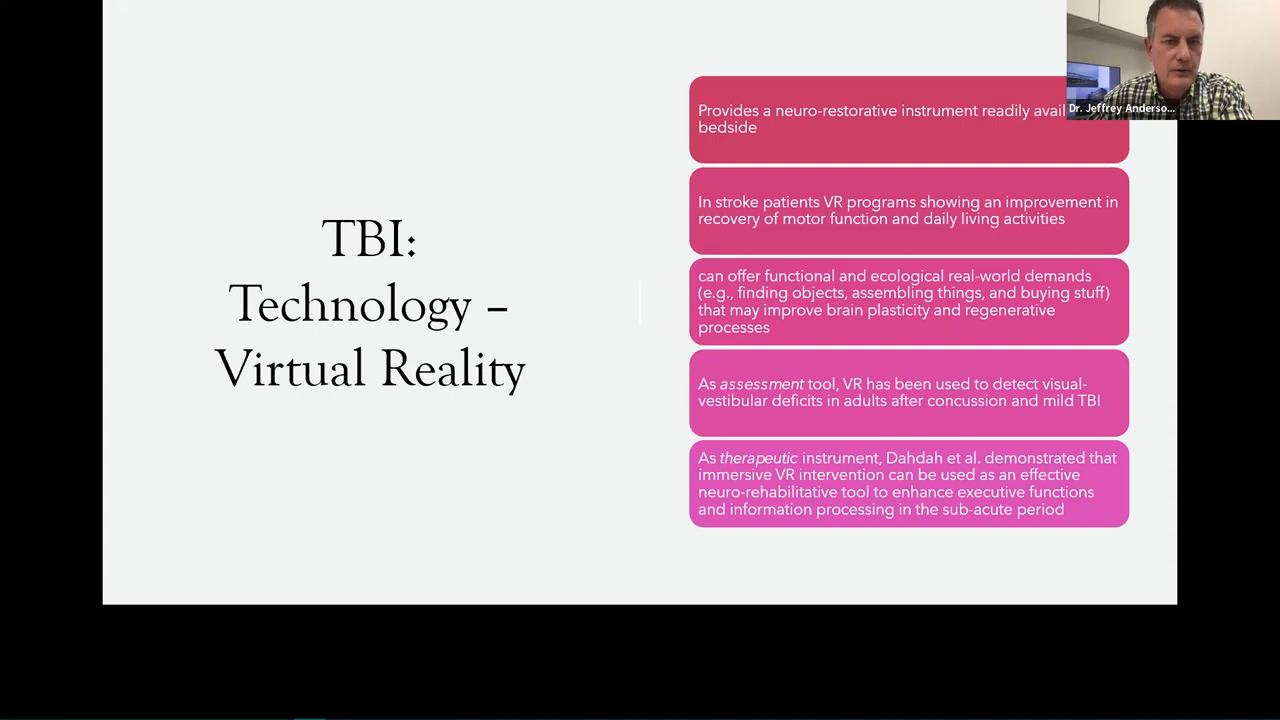 TBI:
Technology –
Virtual Reality
Provides a neuro-restorative instrument readily avail
bedside
In stroke patients VR programs showing an improvement in
recovery of motor function and daily living activities
can offer functional and ecological real-world demands
(e.g., finding objects, assembling things, and buying stuff)
that may improve brain plasticity and regenerative
processes
As assessment tool, VR has been used to detect visual-
vestibular deficits in adults after concussion and mild TBI
As therapeutic instrument, Dahdah et al. demonstrated that
immersive VR intervention can be used as an effective
neuro-rehabilitative tool to enhance executive functions
and information processing in the sub-acute period
Dr. Jeffrey Anderso...